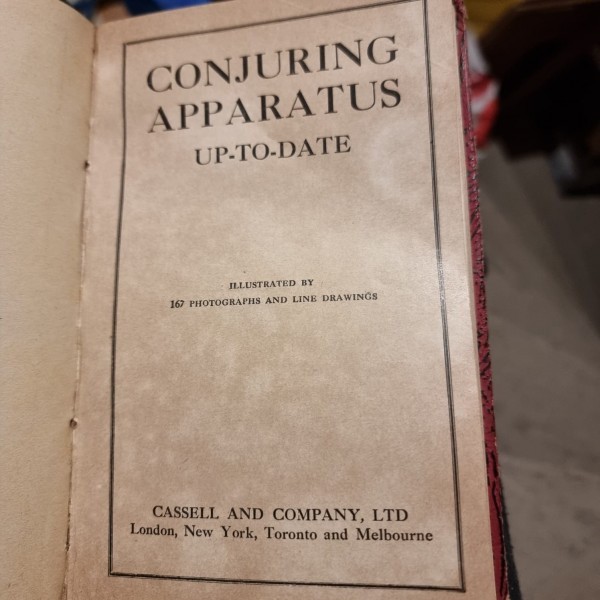 CONJURING
APPARATUS
UP-TO-DATE
ILLUSTRATED BY
167 PHOTOGRAPHS AND LINE DRAWINGS
CASSELL AND COMPANY, LTD
London, New York, Toronto and Melbourne